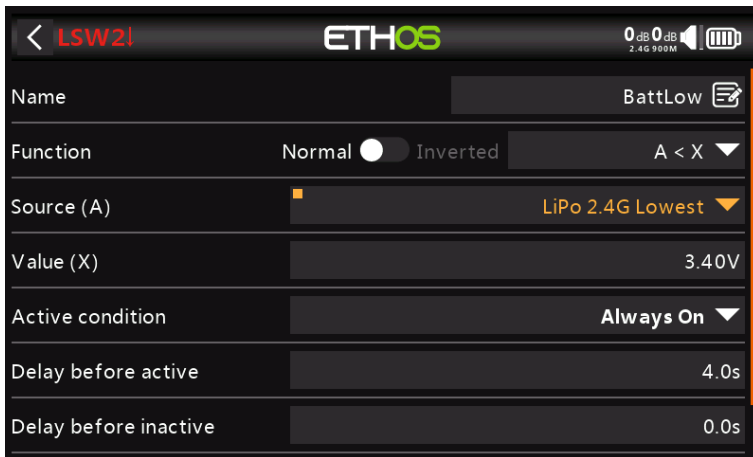 LSW2↓ ETHOS 0dB 0dB
2.4G 900M
Name BattLow
Function Normal Inverted A < X
Source (A) LiPo 2.4G Lowest
Value (X) 3.40V
Active condition Always On
Delay before active 4.0s
Delay before inactive 0.0s